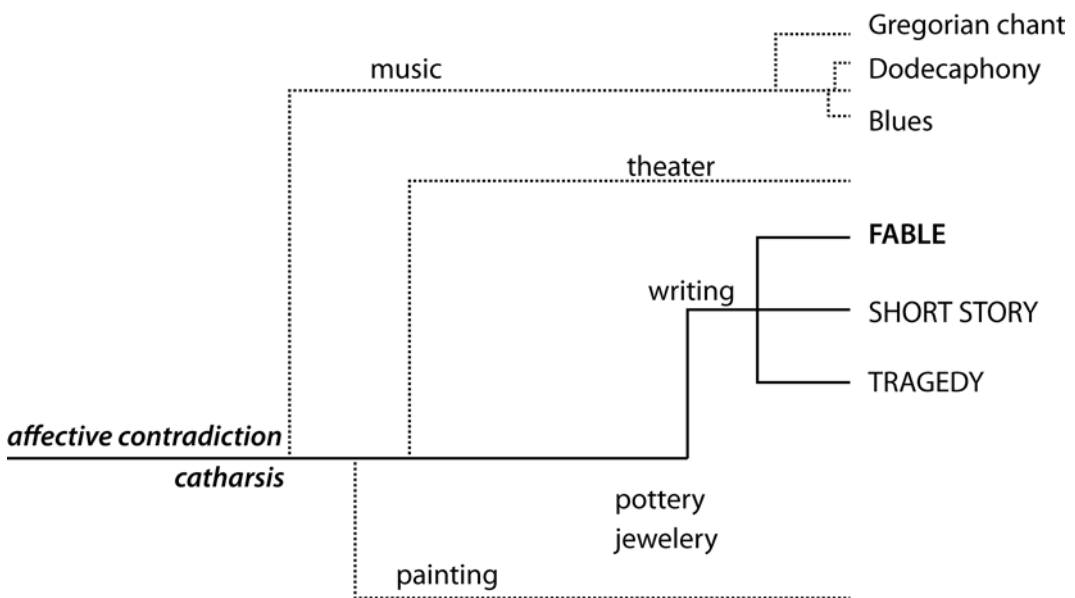 Gregorian chant
music
Dodecaphony
Blues
theater
FABLE
writing
SHORT STORY
TRAGEDY
affective contradiction
catharsis
pottery
jewelery
painting